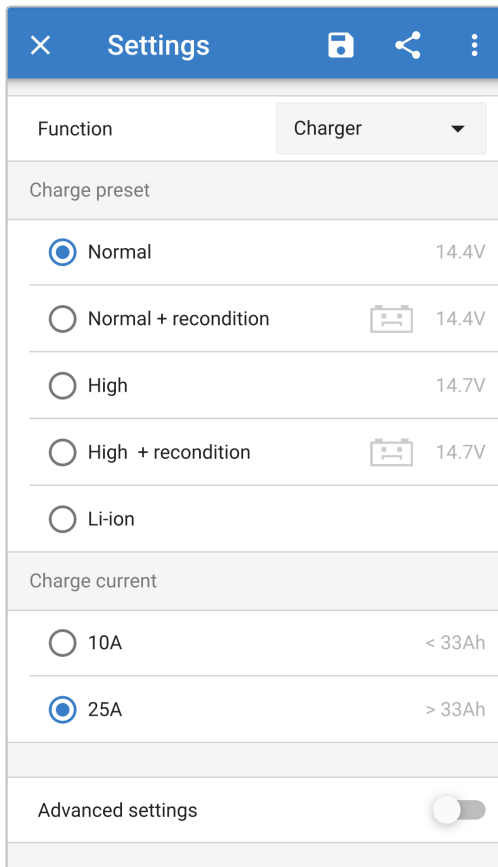 Settings
Function Charger
Charge preset
Normal 14.4V
Normal + recondition 14.4V
High 14.7V
High + recondition 14.7V
Li-ion
Charge current
10A < 33Ah
25A > 33Ah
Advanced settings